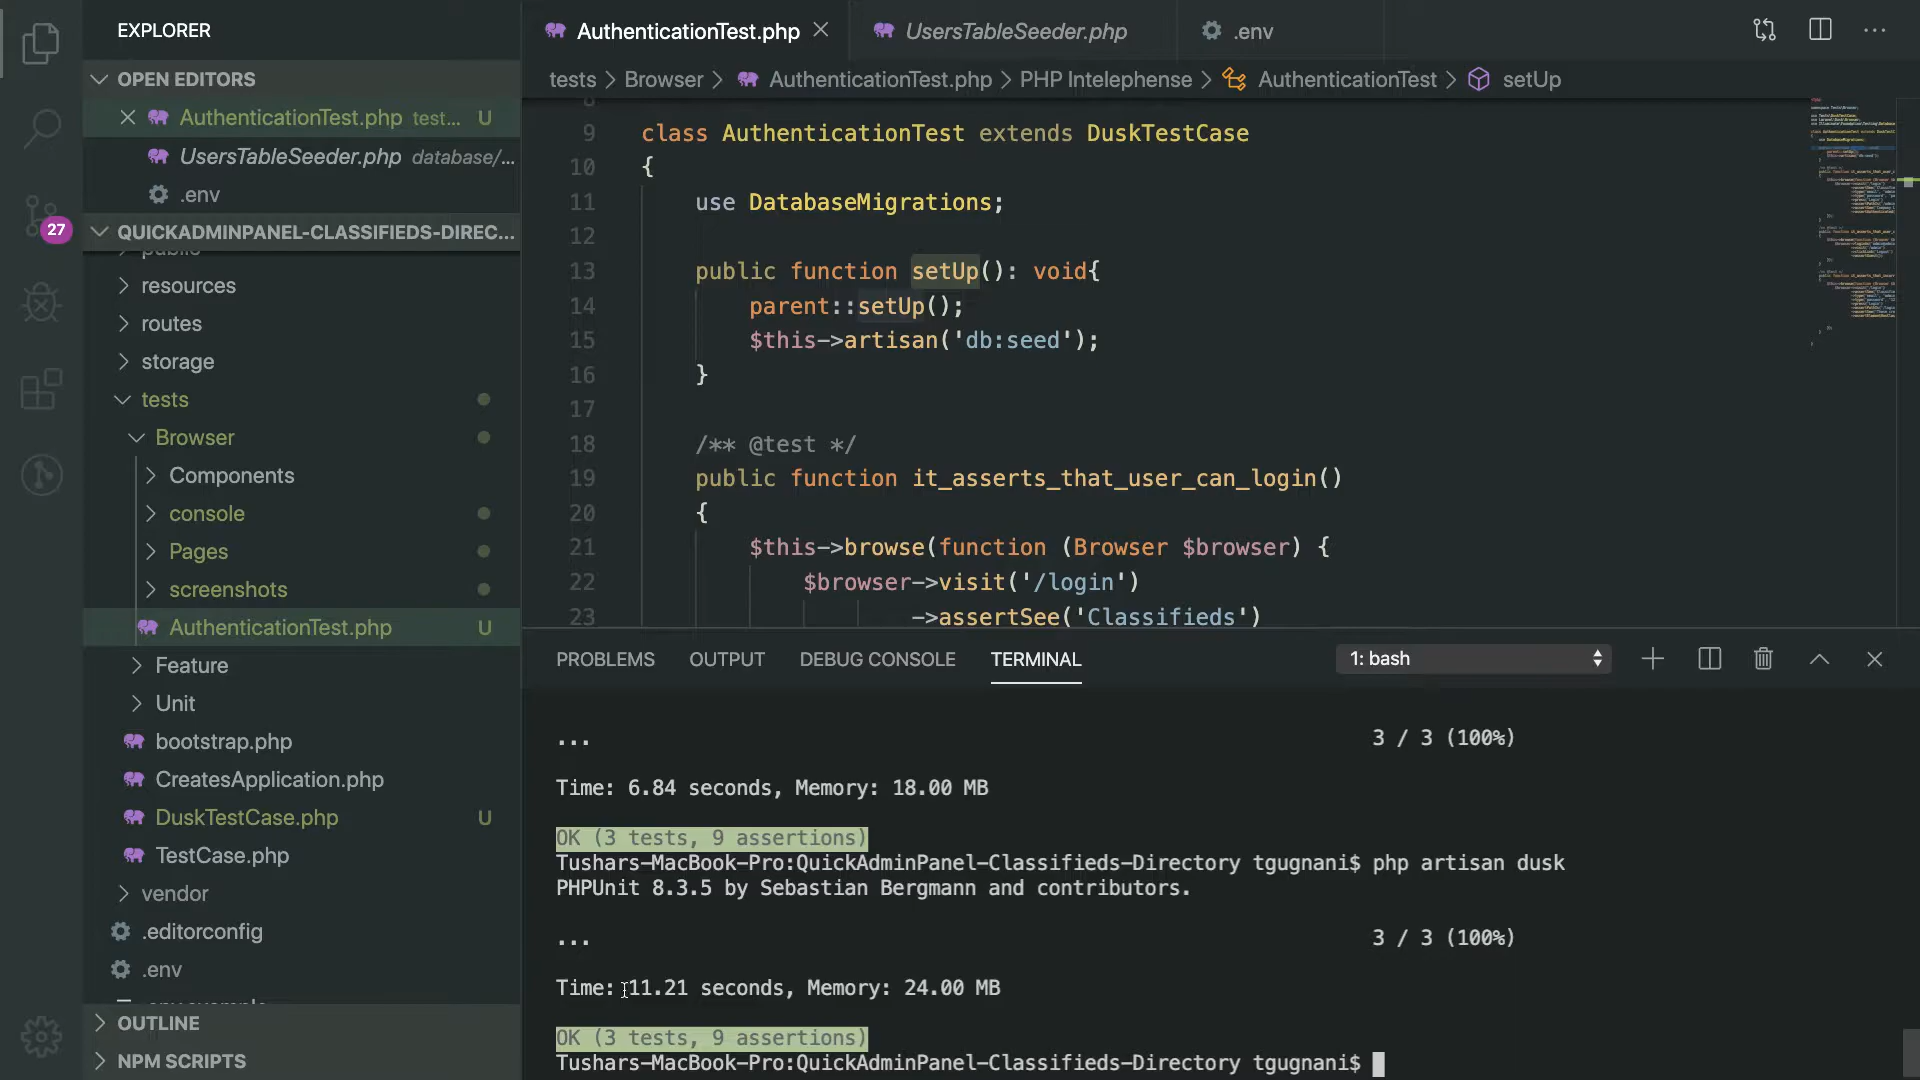 EXPLORER
OPEN EDITORS
AuthenticationTest.php test... U
UsersTableSeeder.php database/...
.env
27
QUICKADMINPANEL-CLASSIFIEDS-DIREC...
public
resources
routes
storage
tests
Browser
Components
console
Pages
screenshots
AuthenticationTest.php U
Feature
Unit
bootstrap.php
CreatesApplication.php
DuskTestCase.php U
TestCase.php
vendor
.editorconfig
.env
.env.example
OUTLINE
NPM SCRIPTS
AuthenticationTest.php
UsersTableSeeder.php
.env
tests > Browser > AuthenticationTest.php > PHP Intelephense > AuthenticationTest > setUp
8
9 class AuthenticationTest extends DuskTestCase
10 {
11 use DatabaseMigrations;
12
13 public function setUp(): void{
14 parent::setUp();
15 $this->artisan('db:seed');
16 }
17
18 /** @test */
19 public function it_asserts_that_user_can_login()
20 {
21 $this->browse(function (Browser $browser) {
22 $browser->visit('/login')
23 ->assertSee('Classifieds')
PROBLEMS OUTPUT DEBUG CONSOLE TERMINAL 1: bash
... 3 / 3 (100%)
Time: 6.84 seconds, Memory: 18.00 MB
OK (3 tests, 9 assertions)
Tushars-MacBook-Pro:QuickAdminPanel-Classifieds-Directory tgugnani$ php artisan dusk
PHPUnit 8.3.5 by Sebastian Bergmann and contributors.
... 3 / 3 (100%)
Time: 11.21 seconds, Memory: 24.00 MB
OK (3 tests, 9 assertions)
Tushars-MacBook-Pro:QuickAdminPanel-Classifieds-Directory tgugnani$